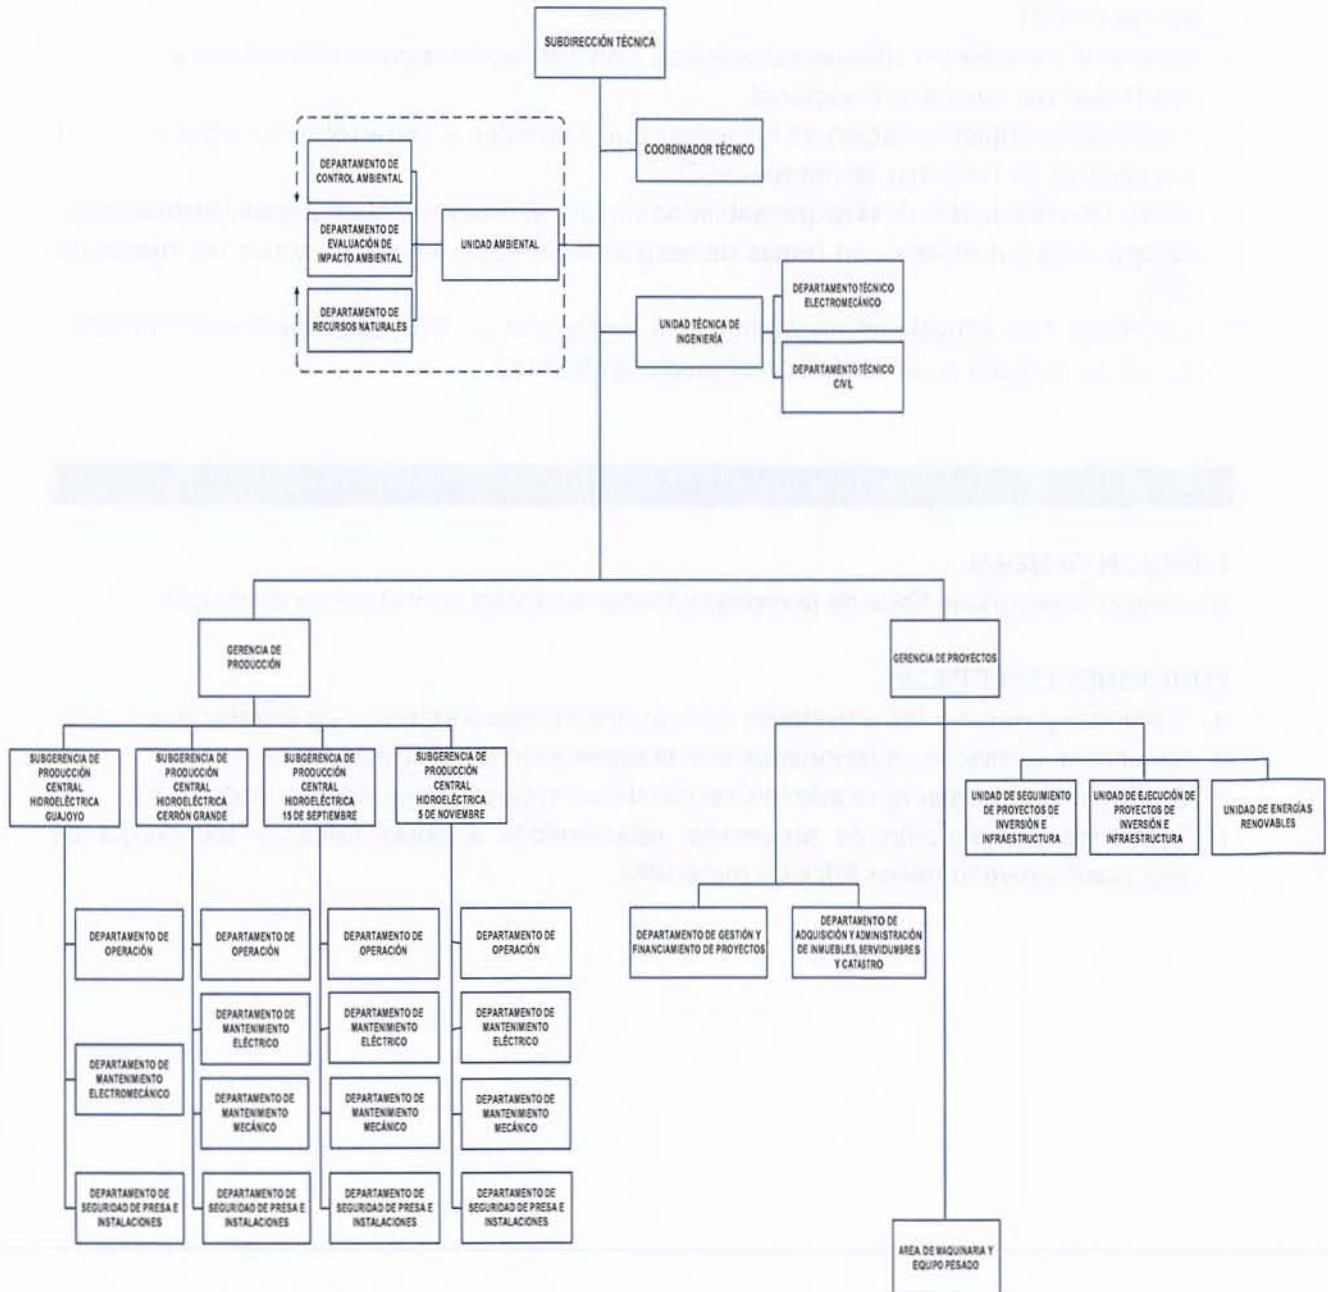 SUBDIRECCIÓN TÉCNICA
COORDINADOR TÉCNICO
DEPARTAMENTO DE
CONTROL AMBIENTAL
DEPARTAMENTO DE
EVALUACIÓN DE
IMPACTO AMBIENTAL
UNIDAD AMBIENTAL
DEPARTAMENTO DE
RECURSOS NATURALES
UNIDAD TÉCNICA DE
INGENIERÍA
DEPARTAMENTO TÉCNICO
ELECTROMECÁNICO
DEPARTAMENTO TÉCNICO
CIVIL
GERENCIA DE
PRODUCCIÓN
GERENCIA DE PROYECTOS
SUBGERENCIA DE
PRODUCCIÓN
CENTRAL
HIDROELÉCTRICA
GUAJOYO
SUBGERENCIA DE
PRODUCCIÓN
CENTRAL
HIDROELÉCTRICA
CERRÓN GRANDE
SUBGERENCIA DE
PRODUCCIÓN
CENTRAL
HIDROELÉCTRICA
15 DE SEPTIEMBRE
SUBGERENCIA DE
PRODUCCIÓN
CENTRAL
HIDROELÉCTRICA
5 DE NOVIEMBRE
UNIDAD DE SEGUIMIENTO
DE PROYECTOS DE
INVERSIÓN E
INFRAESTRUCTURA
UNIDAD DE EJECUCIÓN DE
PROYECTOS DE
INVERSIÓN E
INFRAESTRUCTURA
UNIDAD DE ENERGÍAS
RENOVABLES
DEPARTAMENTO DE
OPERACIÓN
DEPARTAMENTO DE
OPERACIÓN
DEPARTAMENTO DE
OPERACIÓN
DEPARTAMENTO DE
OPERACIÓN
DEPARTAMENTO DE GESTIÓN Y
FINANCIAMIENTO DE PROYECTOS
DEPARTAMENTO DE
ADQUISICIÓN Y ADMINISTRACIÓN
DE INMUEBLES, SERVIDUMBRES
Y CATASTRO
DEPARTAMENTO DE
MANTENIMIENTO
ELECTROMECÁNICO
DEPARTAMENTO DE
MANTENIMIENTO
ELÉCTRICO
DEPARTAMENTO DE
MANTENIMIENTO
ELÉCTRICO
DEPARTAMENTO DE
MANTENIMIENTO
ELÉCTRICO
DEPARTAMENTO DE
MANTENIMIENTO
MECÁNICO
DEPARTAMENTO DE
MANTENIMIENTO
MECÁNICO
DEPARTAMENTO DE
MANTENIMIENTO
MECÁNICO
DEPARTAMENTO DE
SEGURIDAD DE PRESA E
INSTALACIONES
DEPARTAMENTO DE
SEGURIDAD DE PRESA E
INSTALACIONES
DEPARTAMENTO DE
SEGURIDAD DE PRESA E
INSTALACIONES
DEPARTAMENTO DE
SEGURIDAD DE PRESA E
INSTALACIONES
AREA DE MAQUINARIA Y
EQUIPO PESADO